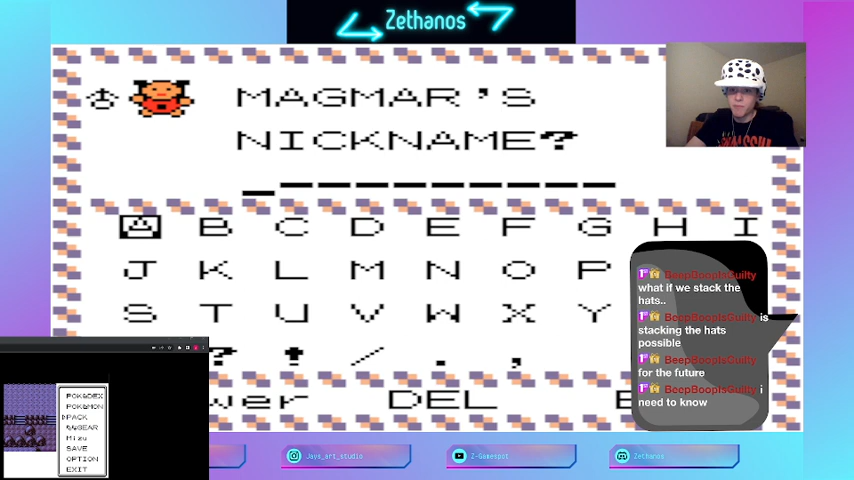 Zethanos
MAGMAR'S
NICKNAME?
A B C D E F G H I
J K L M N O P
S T U V W X Y
? ! / . ,
wer DEL
BeepBoopIsGuilty
what if we stack the
hats..
BeepBoopIsGuilty is
stacking the hats
possible
BeepBoopIsGuilty
for the future
BeepBoopIsGuilty i
need to know
POKéDEX
POKéMON
PACK
GEAR
Mizu
SAVE
OPTION
EXIT
Jays_art_studio
Z-Gamespot
Zethanos